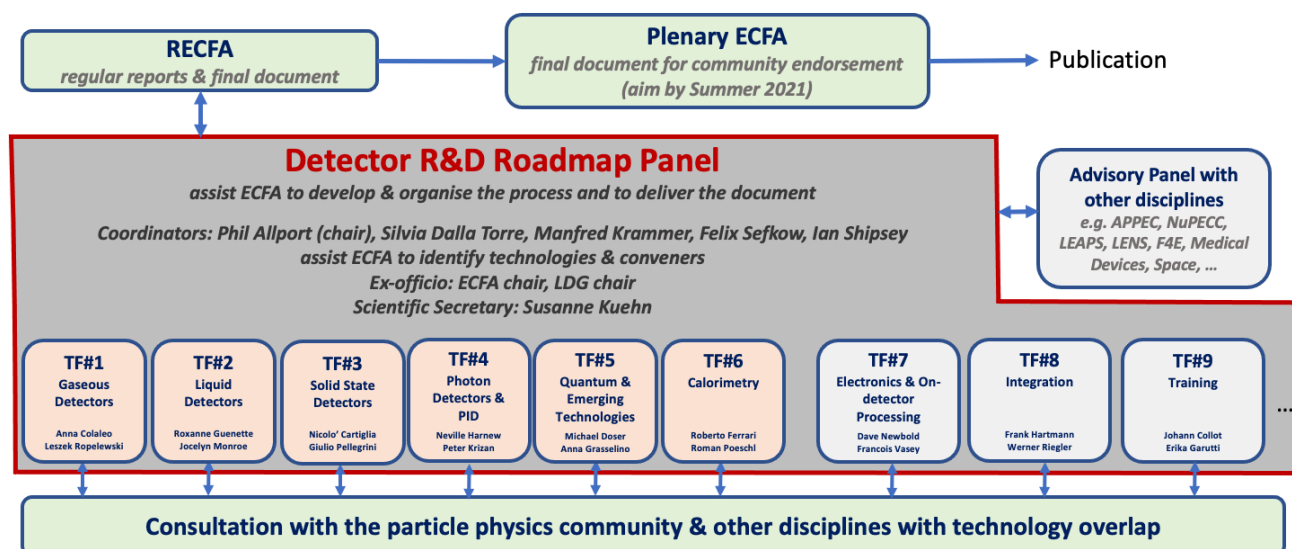 RECFA
regular reports & final document
Plenary ECFA
final document for community endorsement
(aim by Summer 2021)
Publication
Detector R&D Roadmap Panel
assist ECFA to develop & organise the process and to deliver the document
Coordinators: Phil Allport (chair), Silvia Dalla Torre, Manfred Krammer, Felix Sefkow, Ian Shipsey
assist ECFA to identify technologies & conveners
Ex-officio: ECFA chair, LDG chair
Scientific Secretary: Susanne Kuehn
Advisory Panel with
other disciplines
e.g. APPEC, NuPECC,
LEAPS, LENS, F4E, Medical
Devices, Space, ...
TF#1
Gaseous
Detectors
Anna Colaleo
Leszek Ropelewski
TF#2
Liquid
Detectors
Roxanne Guenette
Jocelyn Monroe
TF#3
Solid State
Detectors
Nicolo' Cartiglia
Giulio Pellegrini
TF#4
Photon
Detectors &
PID
Neville Harnew
Peter Krizan
TF#5
Quantum &
Emerging
Technologies
Michael Doser
Anna Grasselino
TF#6
Calorimetry
Roberto Ferrari
Roman Poeschl
TF#7
Electronics & On-
detector
Processing
Dave Newbold
Francois Vasey
TF#8
Integration
Frank Hartmann
Werner Riegler
TF#9
Training
Johann Collot
Erika Garutti
...
Consultation with the particle physics community & other disciplines with technology overlap